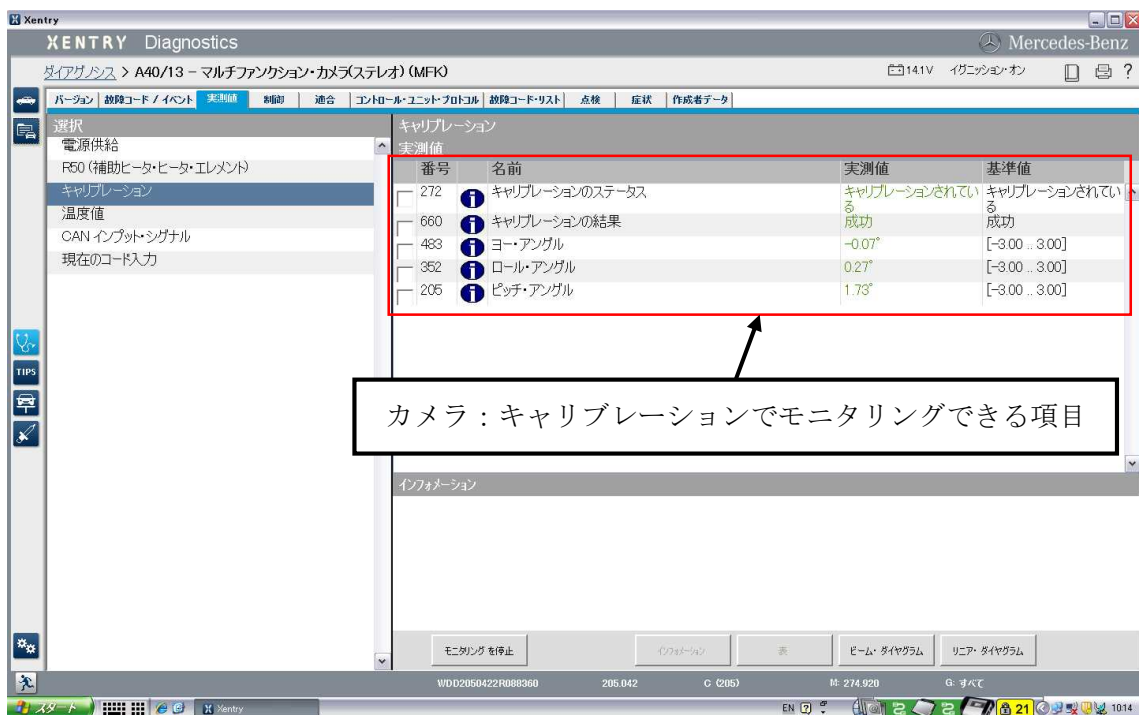 Xentry
XENTRY Diagnostics
Mercedes-Benz
ダイアグノシス > A40/13 － マルチファンクション・カメラ(ステレオ) (MFK)
14.1V イグニッション・オン
バージョン 故障コード / イベント 実測値 制御 適合 コントロール・ユニット・プロトコル 故障コード・リスト 点検 症状 作成者データ
選択
電源供給
R50 (補助ヒータ・ヒータ・エレメント)
キャリブレーション
温度値
CAN インプット・シグナル
現在のコード入力
TIPS
キャリブレーション
実測値
番号 名前 実測値 基準値
272 キャリブレーションのステータス キャリブレーションされている キャリブレーションされている
660 キャリブレーションの結果 成功 成功
483 ヨー・アングル -0.07° [-3.00 .. 3.00]
352 ロール・アングル 0.27° [-3.00 .. 3.00]
205 ピッチ・アングル 1.73° [-3.00 .. 3.00]
カメラ：キャリブレーションでモニタリングできる項目
インフォメーション
モニタリング を停止 インフォメーション 表 ビーム・ダイヤグラム リニア・ダイヤグラム
WDD2050422R088360 205.042 C (205) M: 274.920 G: すべて
スタート Xentry EN 21 10:14